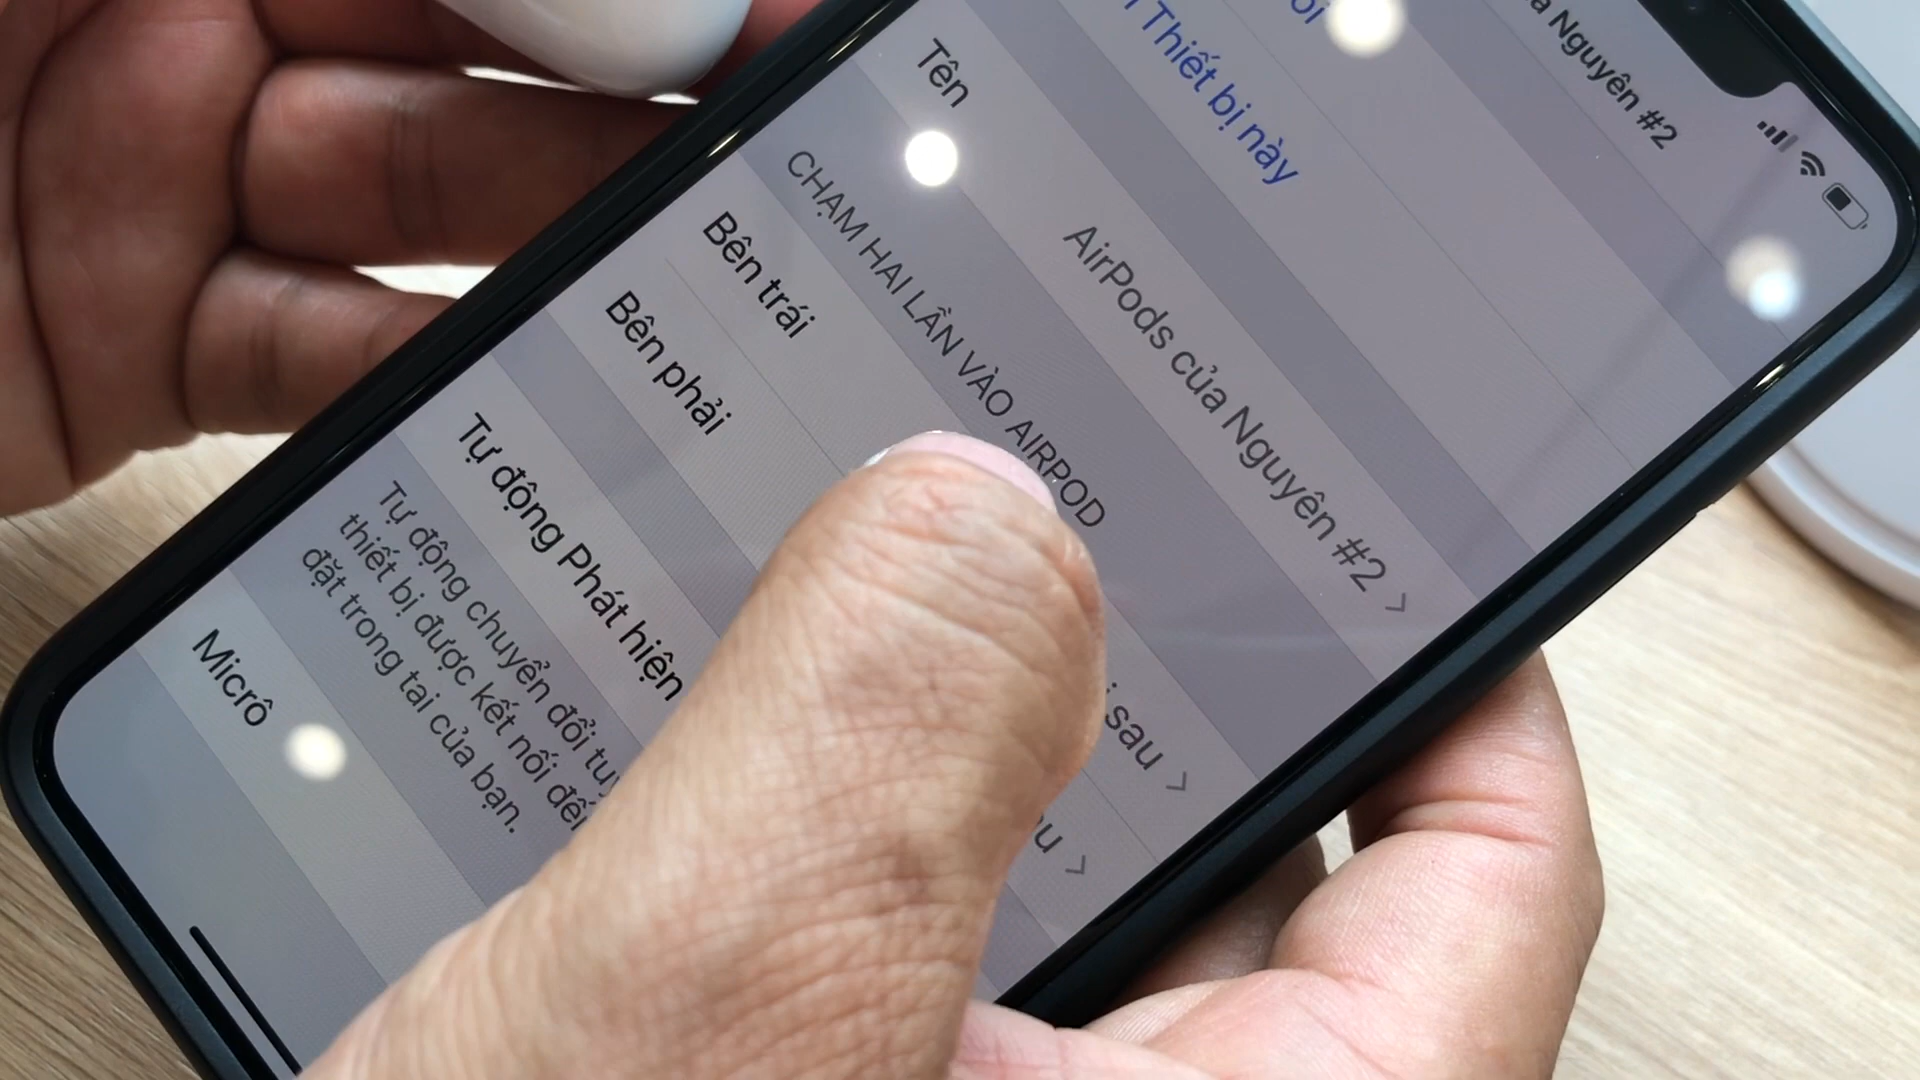 Nguyên #2
Thiết bị này
Tên AirPods của Nguyên #2
CHẠM HAI LẦN VÀO AIRPOD
Bên trái sau
Bên phải
Tự động Phát hiện
Tự động chuyển đổi
thiết bị được kết nối
đặt trong tai của bạn.
Micrô